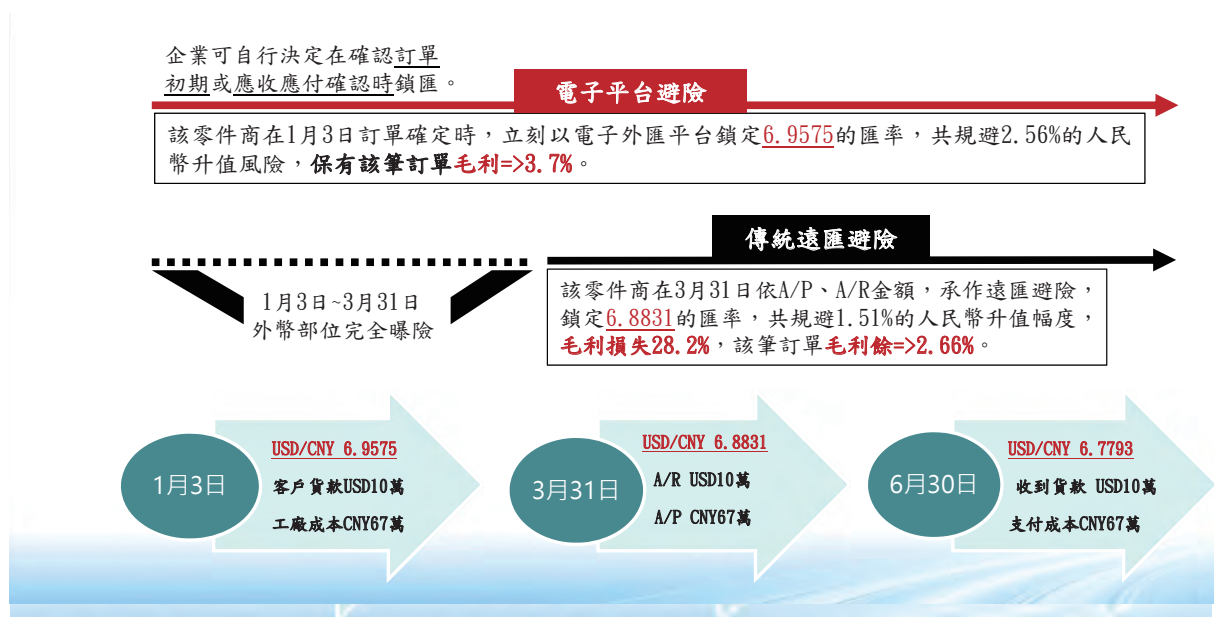 企業可自行決定在確認訂單
初期或應收應付確認時鎖匯。
電子平台避險
該零件商在1月3日訂單確定時，立刻以電子外匯平台鎖定6.9575的匯率，共規避2.56%的人民
幣升值風險，保有該筆訂單毛利=>3.7%。
傳統遠匯避險
1月3日~3月31日
外幣部位完全曝險
該零件商在3月31日依A/P、A/R金額，承作遠匯避險，
鎖定6.8831的匯率，共規避1.51%的人民幣升值幅度，
毛利損失28.2%，該筆訂單毛利餘=>2.66%。
1月3日
USD/CNY 6.9575
客戶貨款USD10萬
工廠成本CNY67萬
3月31日
USD/CNY 6.8831
A/R USD10萬
A/P CNY67萬
6月30日
USD/CNY 6.7793
收到貨款 USD10萬
支付成本CNY67萬